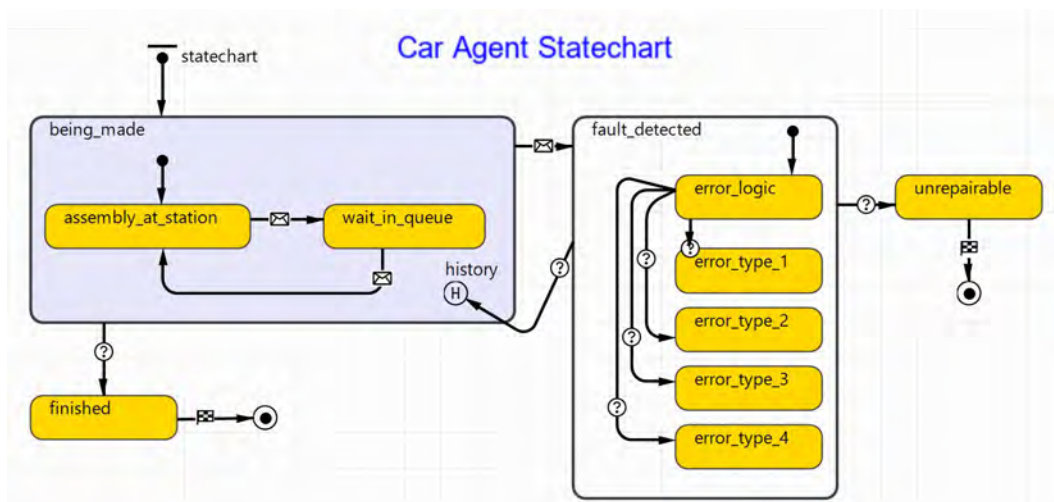 Car Agent Statechart
statechart
being_made
assembly_at_station
wait_in_queue
history
H
?
finished
?
fault_detected
error_logic
?
error_type_1
?
error_type_2
?
error_type_3
?
error_type_4
?
unrepairable
?